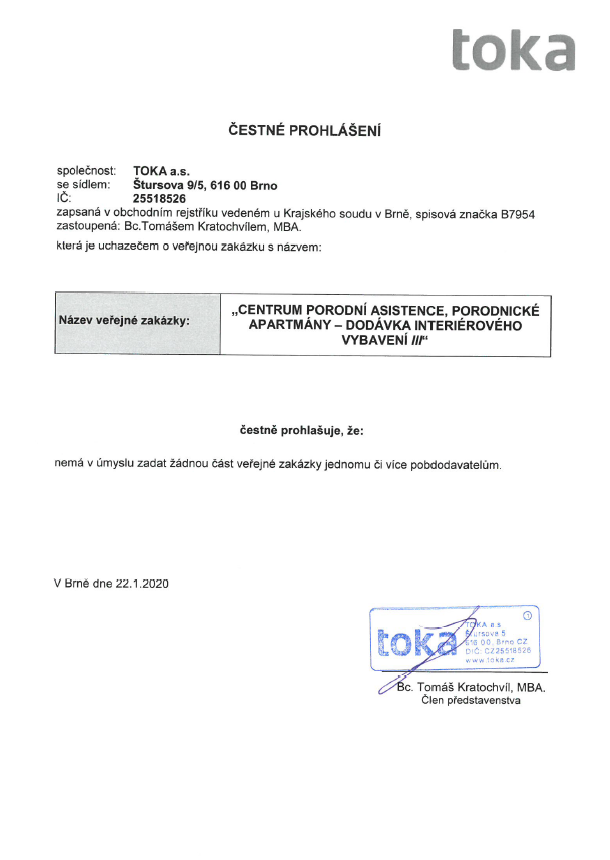 toka
ČESTNÉ PROHLÁŠENÍ
společnost: TOKA a.s.
se sídlem: Štursova 9/5, 616 00 Brno
IČ: 25518526
zapsaná v obchodním rejstříku vedeném u Krajského soudu v Brně, spisová značka B7954
zastoupená: Bc.Tomášem Kratochvílem, MBA.
která je uchazečem o veřejnou zakázku s názvem:
Název veřejné zakázky:
„CENTRUM PORODNÍ ASISTENCE, PORODNICKÉ
APARTMÁNY – DODÁVKA INTERIÉROVÉHO
VYBAVENÍ III“
čestně prohlašuje, že:
nemá v úmyslu zadat žádnou část veřejné zakázky jednomu či více pobdodavatelům.
V Brně dne 22.1.2020
toka
1
TOKA a s
Štursova 5
616 00, Brno CZ
DIČ: CZ25518526
www.toka.cz
Bc. Tomáš Kratochvíl, MBA.
Člen představenstva